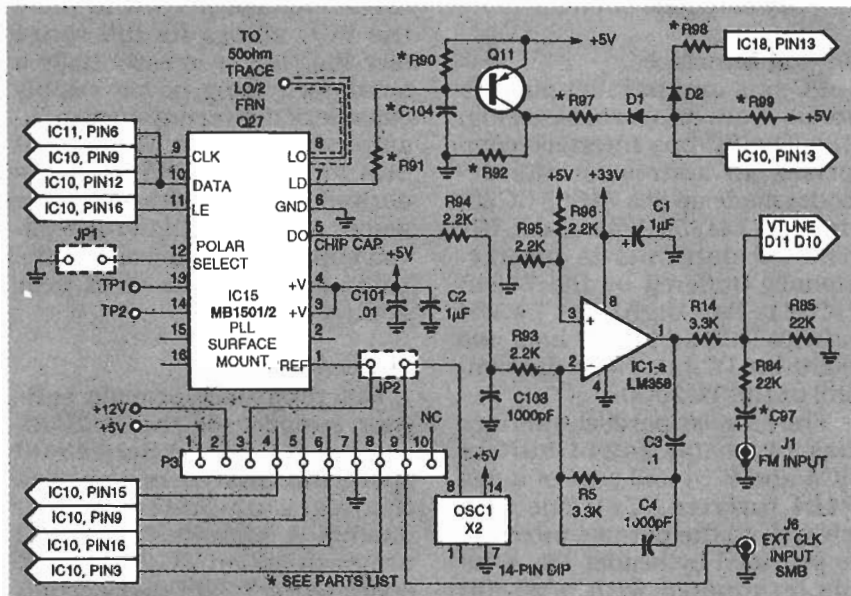 TO
50ohm
TRACE
LO/2
FRN
Q27
* R90
Q11
+5V
* R98
IC18, PIN13
* C104
* R97
D1
D2
* R99
+5V
* R91
* R92
IC10, PIN13
IC11, PIN6
IC10, PIN9
IC10, PIN12
IC10, PIN16
9 CLK
10 DATA
11 LE
LO 8
LD 7
GND 6
DO 5
CHIP CAP.
R94
2.2K
JP1
12 POLAR
SELECT
TP1 13
TP2 14
15
16
IC15
MB1501/2
PLL
SURFACE
MOUNT
+V 4
+V 3
2
REF 1
+5V
C101
.01
C2
1µF
JP2
+5V
R95
2.2K
R96
2.2K
+33V
C1
1µF
+
VTUNE
D11 D10
R93
2.2K
C103
1000pF
3 +
2 −
8
4
1
IC1-a
LM358
R14
3.3K
R85
22K
R84
22K
* C97
+
J1
FM INPUT
C3
.1
R5
3.3K
C4
1000pF
+12V
+5V
P3
1 2 3 4 5 6 7 8 9 10
NC
IC10, PIN15
IC10, PIN9
IC10, PIN16
IC10, PIN3
+5V
8 14
OSC1
X2
1 7
14-PIN DIP
J6
EXT CLK
INPUT
SMB
* SEE PARTS LIST